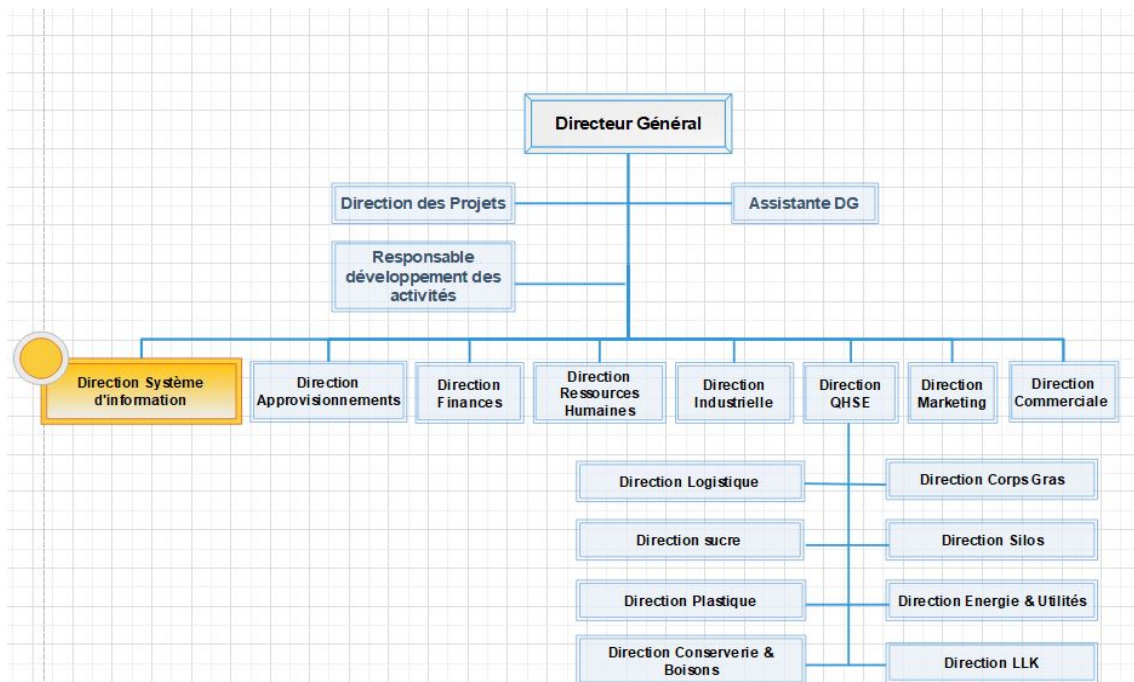 Directeur Général
Direction des Projets
Assistante DG
Responsable
développement des
activités
Direction Système
d'information
Direction
Approvisionnements
Direction
Finances
Direction
Ressources
Humaines
Direction
Industrielle
Direction
QHSE
Direction
Marketing
Direction
Commerciale
Direction Logistique
Direction Corps Gras
Direction sucre
Direction Silos
Direction Plastique
Direction Energie & Utilités
Direction Conserverie &
Boisons
Direction LLK